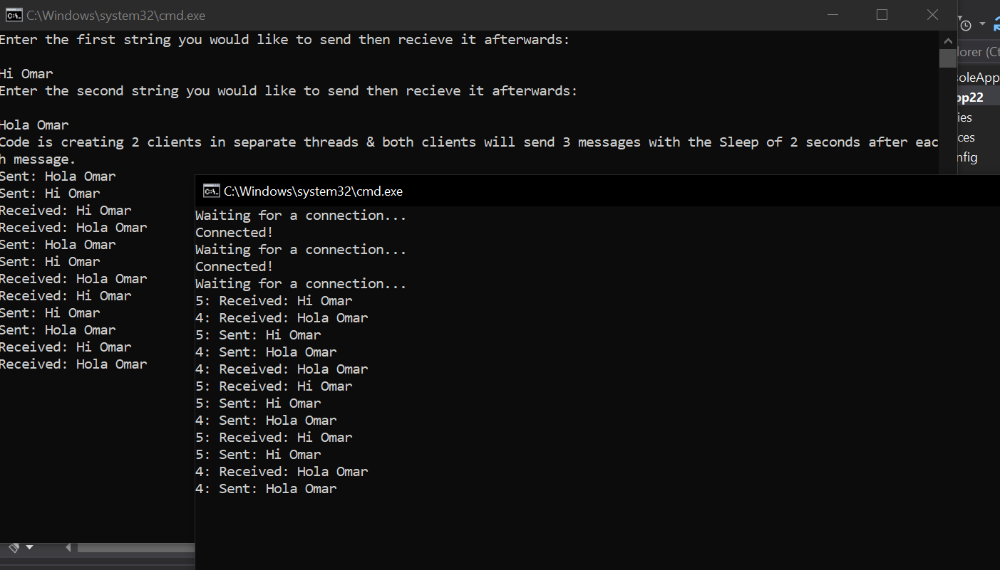 C:\Windows\system32\cmd.exe
Enter the first string you would like to send then recieve it afterwards:
Hi Omar
Enter the second string you would like to send then recieve it afterwards:
Hola Omar
Code is creating 2 clients in separate threads & both clients will send 3 messages with the Sleep of 2 seconds after eac
h message.
Sent: Hola Omar
Sent: Hi Omar
Received: Hi Omar
Received: Hola Omar
Sent: Hola Omar
Sent: Hi Omar
Received: Hola Omar
Received: Hi Omar
Sent: Hi Omar
Sent: Hola Omar
Received: Hi Omar
Received: Hola Omar
C:\Windows\system32\cmd.exe
Waiting for a connection...
Connected!
Waiting for a connection...
Connected!
Waiting for a connection...
5: Received: Hi Omar
4: Received: Hola Omar
5: Sent: Hi Omar
4: Sent: Hola Omar
4: Received: Hola Omar
5: Received: Hi Omar
5: Sent: Hi Omar
4: Sent: Hola Omar
5: Received: Hi Omar
5: Sent: Hi Omar
4: Received: Hola Omar
4: Sent: Hola Omar
lorer (Ct
soleApp
pp22
ies
ces
nfig